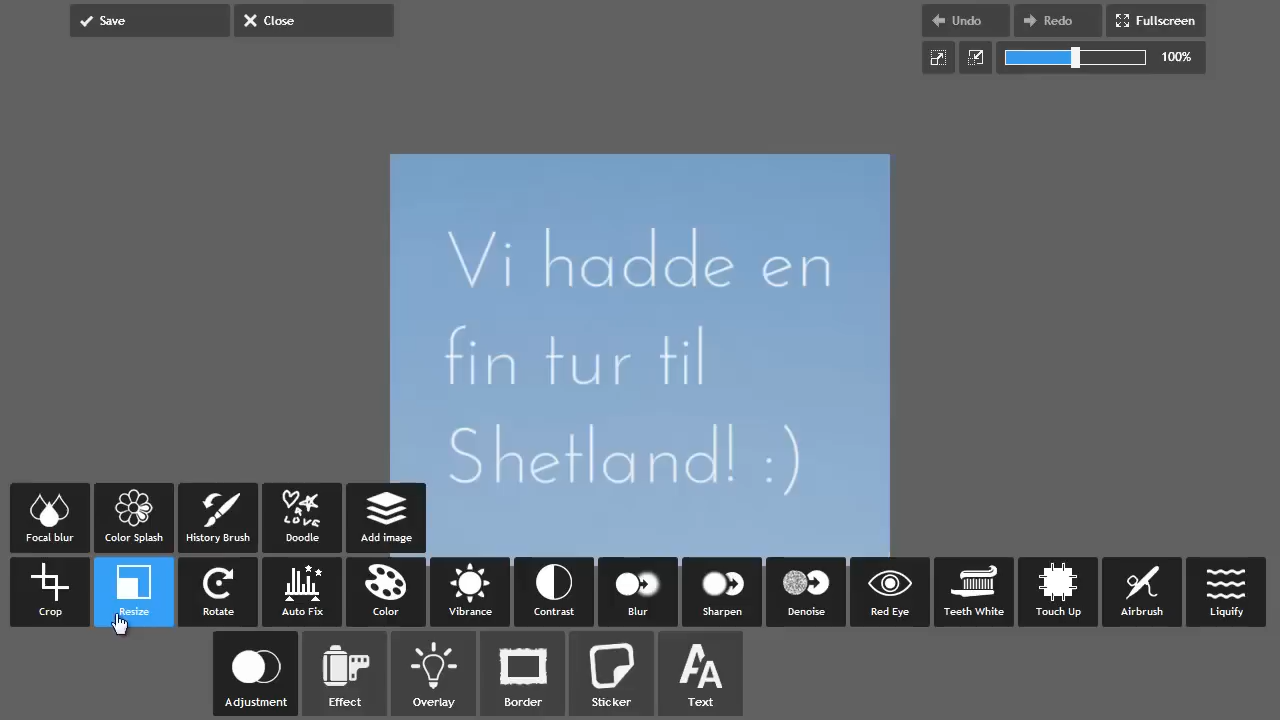 Save
Close
Undo
Redo
Fullscreen
100%
Vi hadde en
fin tur til
Shetland! :)
Focal blur
Color Splash
History Brush
LOVE
Doodle
Add image
Crop
Resize
Rotate
Auto Fix
Color
Vibrance
Contrast
Blur
Sharpen
Denoise
Red Eye
Teeth White
Touch Up
Airbrush
Liquify
Adjustment
Effect
Overlay
Border
Sticker
AA
Text